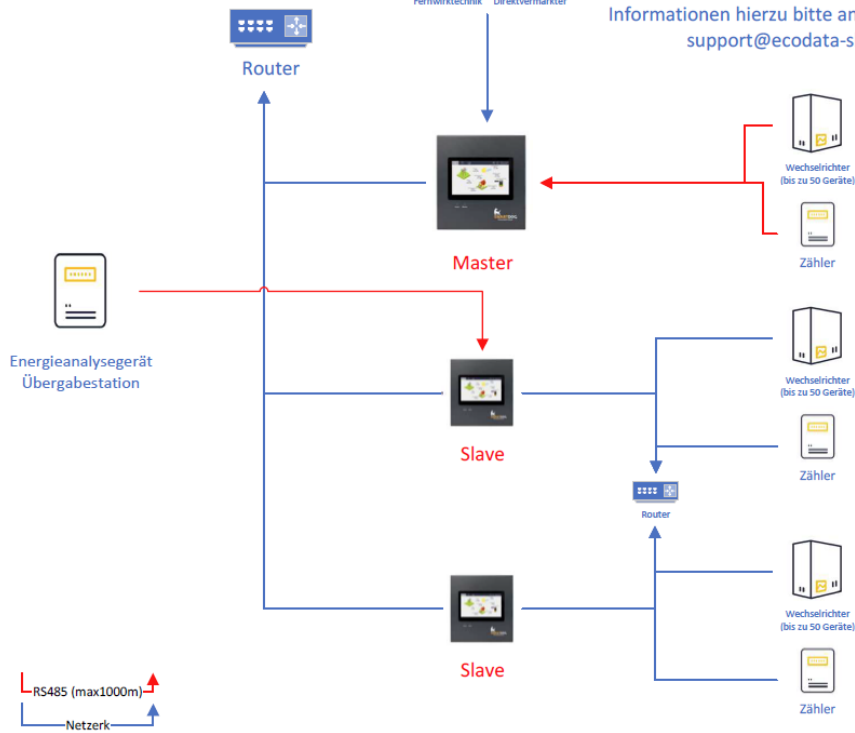 Fernwirktechnik Direktvermarkter
Informationen hierzu bitte an
support@ecodata-s
Router
Master
Wechselrichter
(bis zu 50 Geräte)
Zähler
Energieanalysegerät
Übergabestation
Slave
Wechselrichter
(bis zu 50 Geräte)
Zähler
Router
Slave
Wechselrichter
(bis zu 50 Geräte)
Zähler
RS485 (max1000m)
Netzerk